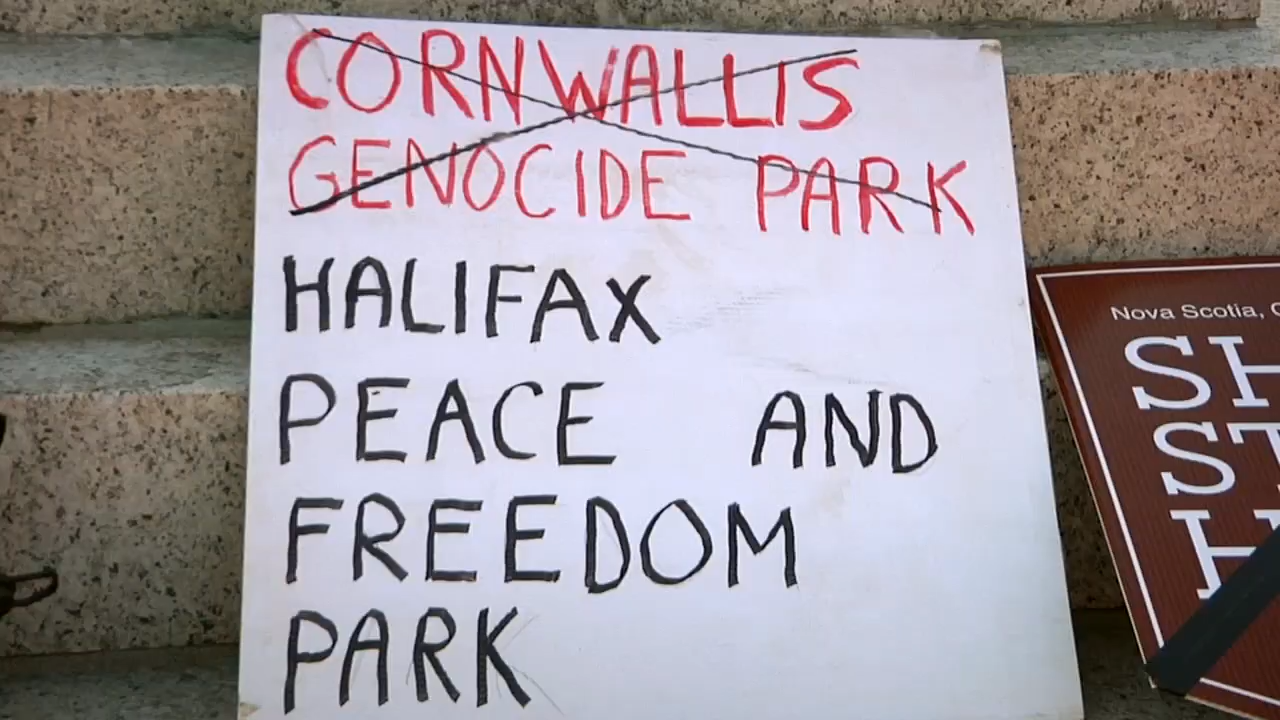 CORNWALLIS
GENOCIDE PARK
HALIFAX
PEACE AND
FREEDOM
PARK
Nova Scotia,